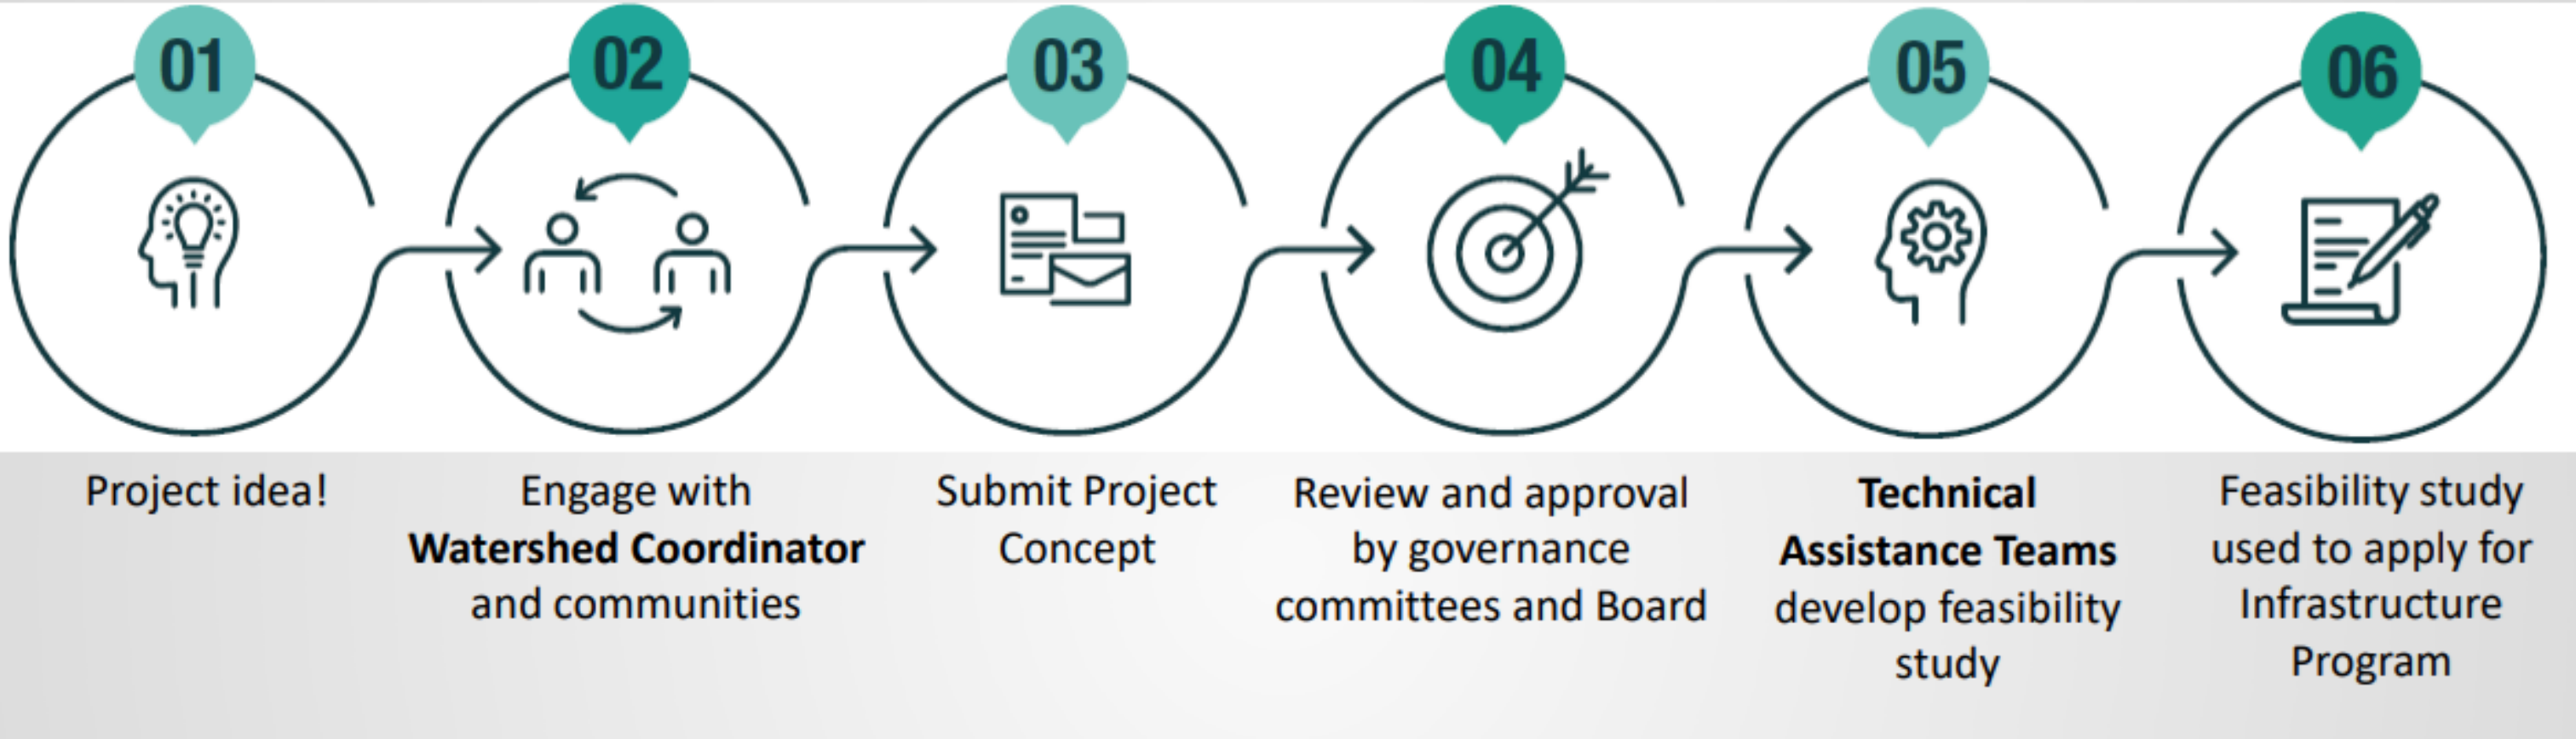 01
Project idea!
02
Engage with
Watershed Coordinator
and communities
03
Submit Project
Concept
04
Review and approval
by governance
committees and Board
05
Technical
Assistance Teams
develop feasibility
study
06
Feasibility study
used to apply for
Infrastructure
Program